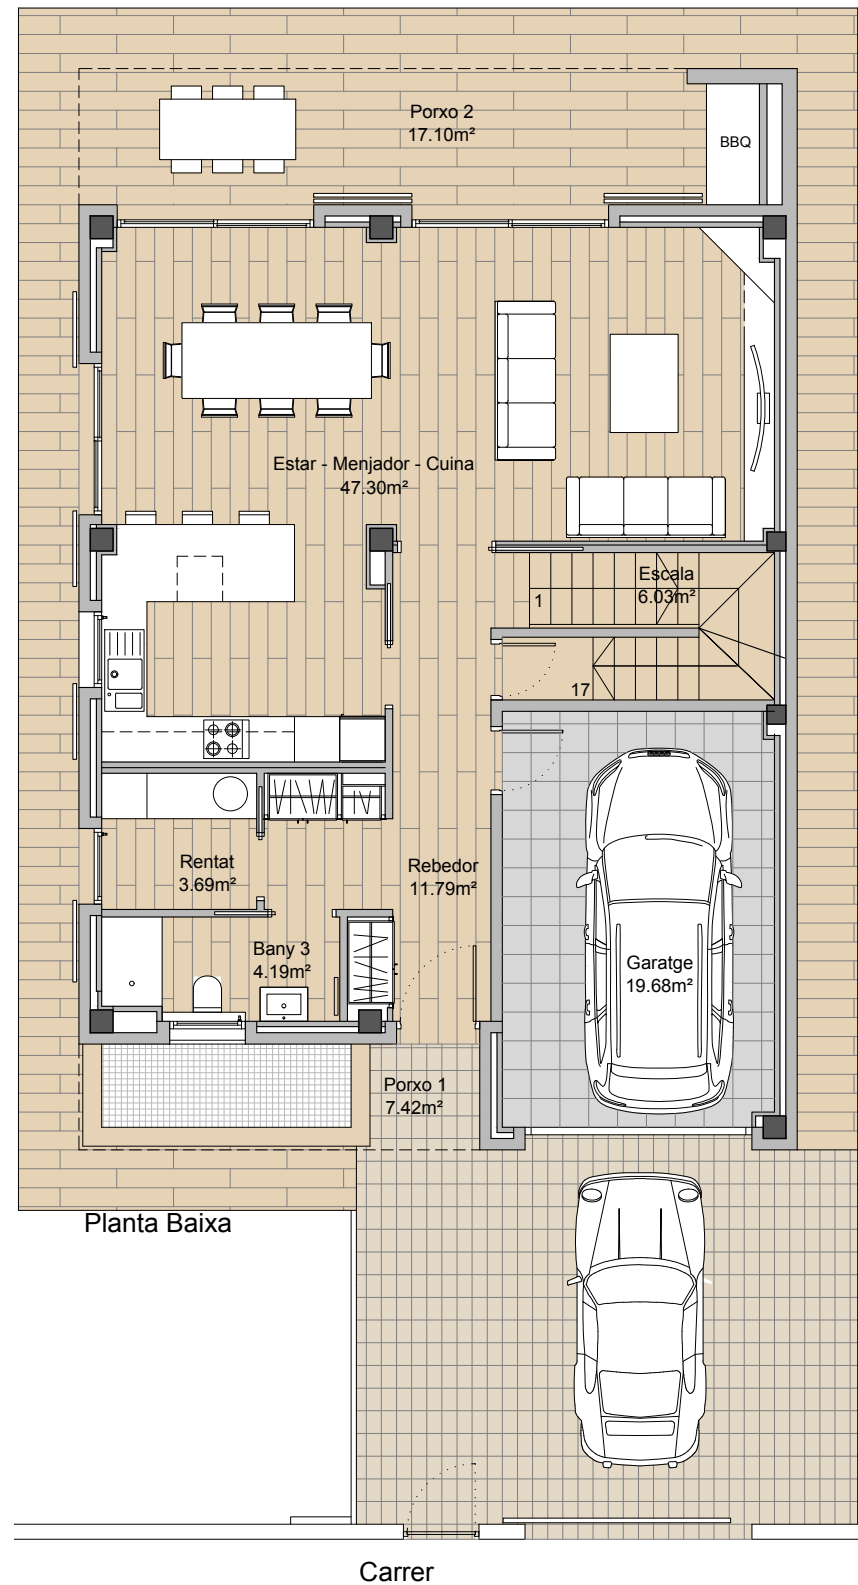 Porxo 2
17.10m²
BBQ
Estar - Menjador - Cuina
47.30m²
Escala
6.03m²
1
17
Rentat
3.69m²
Rebedor
11.79m²
Bany 3
4.19m²
Garatge
19.68m²
Porxo 1
7.42m²
Planta Baixa
Carrer